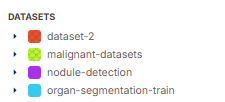 DATASETS
dataset-2
malignant-datasets
nodule-detection
organ-segmentation-train